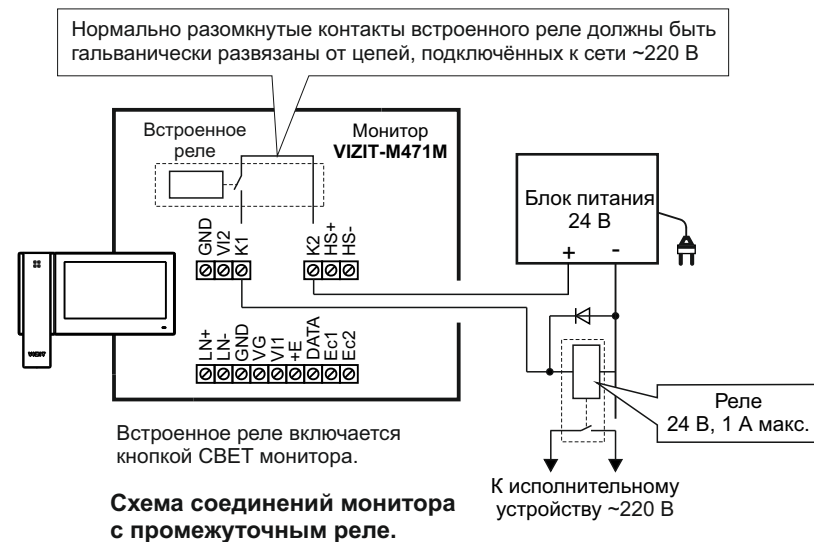 Нормально разомкнутые контакты встроенного реле должны быть
гальванически развязаны от цепей, подключённых к сети ~220 В
Встроенное
реле
Монитор
VIZIT-M471M
Блок питания
24 В
+ -
GND
VI2
K1
K2
HS+
HS-
VIZIT
LN+
LN-
GND
VG
VI1
+E
DATA
Ec1
Ec2
Реле
24 В, 1 А макс.
Встроенное реле включается
кнопкой СВЕТ монитора.
К исполнительному
устройству ~220 В
Схема соединений монитора
с промежуточным реле.